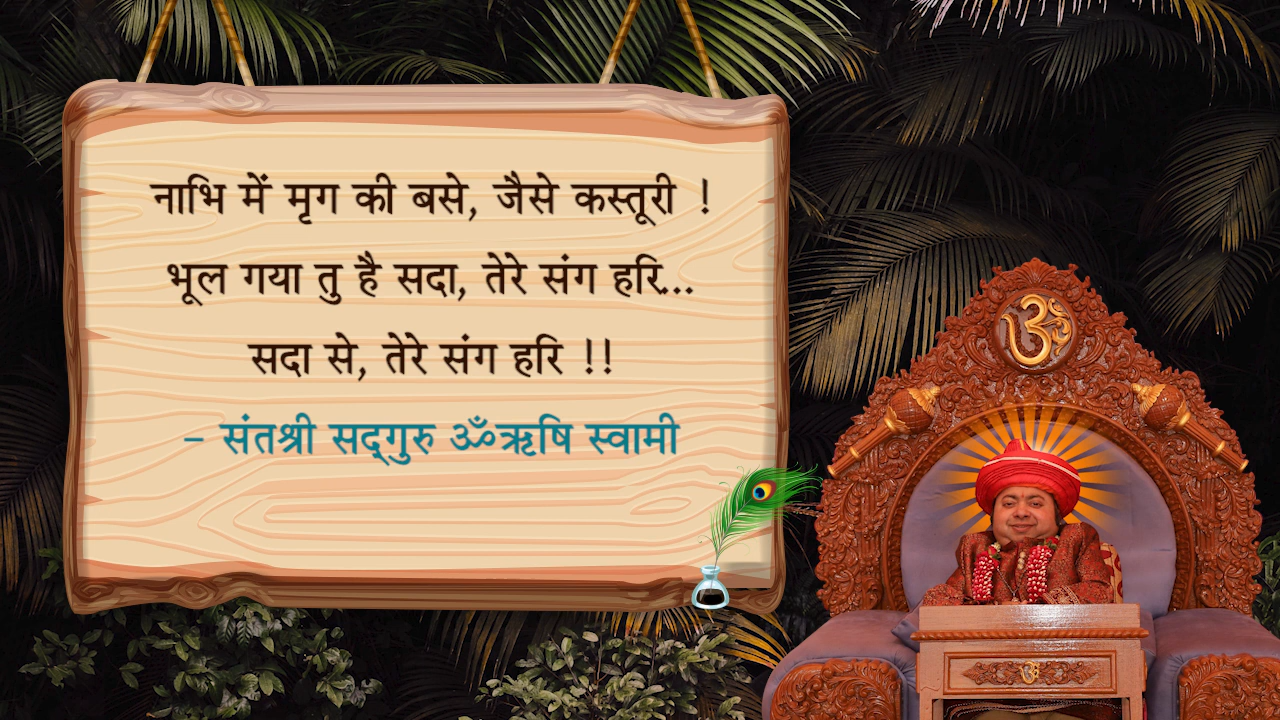 नाभि में मृग की बसे, जैसे कस्तूरी !
भूल गया तु है सदा, तेरे संग हरि...
सदा से, तेरे संग हरि !!
- संतश्री सद्गुरु ॐऋषि स्वामी
ॐ
ॐ